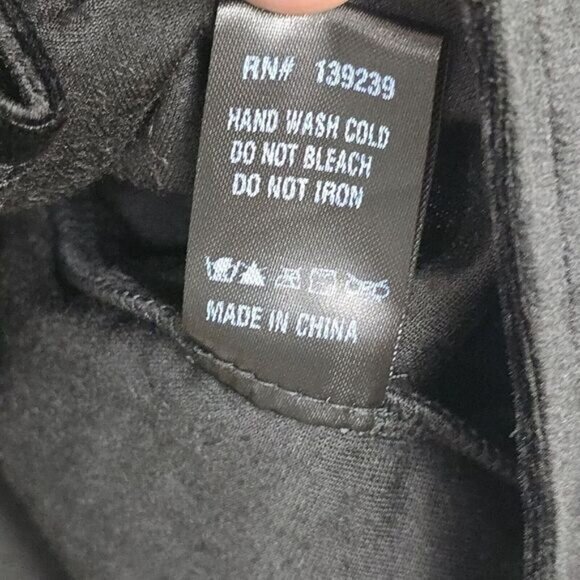 RN# 139239
HAND WASH COLD
DO NOT BLEACH
DO NOT IRON
MADE IN CHINA